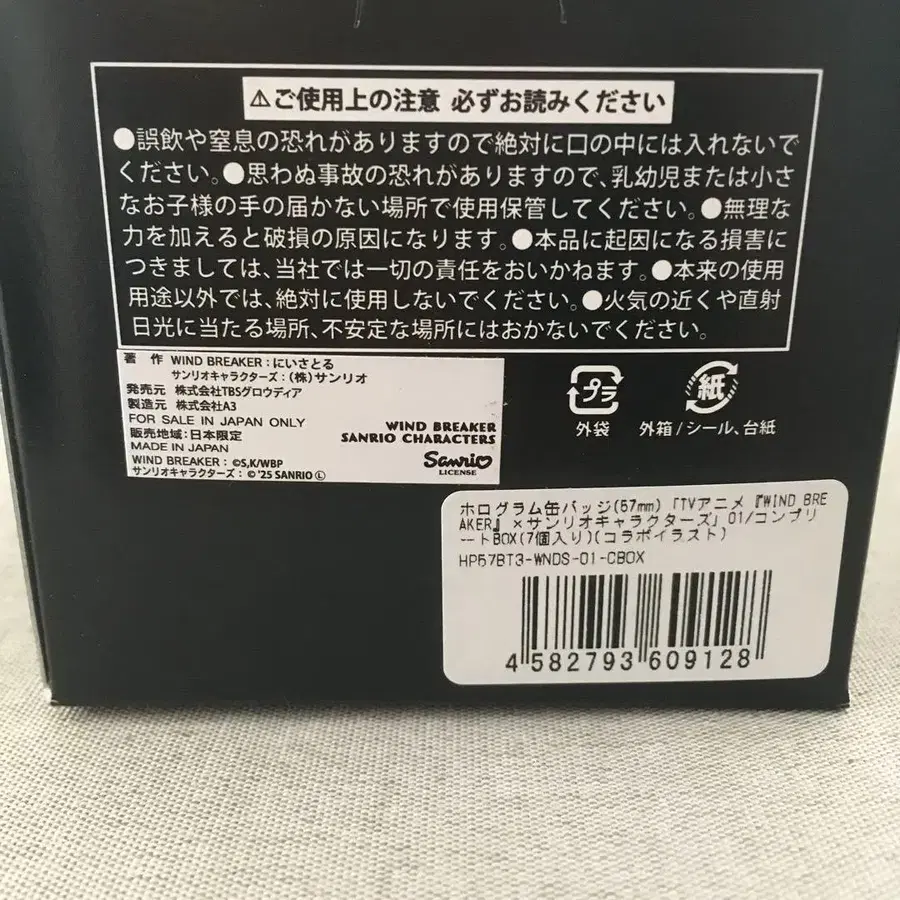 ⚠ご使用上の注意 必ずお読みください
●誤飲や窒息の恐れがありますので絶対に口の中には入れないで
ください。●思わぬ事故の恐れがありますので、乳幼児または小さ
なお子様の手の届かない場所で使用保管してください。●無理な
力を加えると破損の原因になります。●本品に起因になる損害に
つきましては、当社では一切の責任をおいかねます。●本来の使用
用途以外では、絶対に使用しないでください。●火気の近くや直射
日光に当たる場所、不安定な場所にはおかないでください。
著 作 WIND BREAKER:にいさとる
サンリオキャラクターズ:(株)サンリオ
発売元 株式会社TBSグロウディア
製造元 株式会社A3
FOR SALE IN JAPAN ONLY
販売地域:日本限定
MADE IN JAPAN
WIND BREAKER:©S,K/WBP
サンリオキャラクターズ:©'25 SANRIO Ⓛ
WIND BREAKER
SANRIO CHARACTERS
Sanrio
LICENSE
プラ
外袋
紙
外箱/シール、台紙
ホログラム缶バッジ(57mm) 「TVアニメ『WIND BRE
AKER』×サンリオキャラクターズ」01/コンプリ
ートBOX(7個入り)(コラボイラスト)
HP57BT3-WNDS-01-CBOX
4 582793 609128